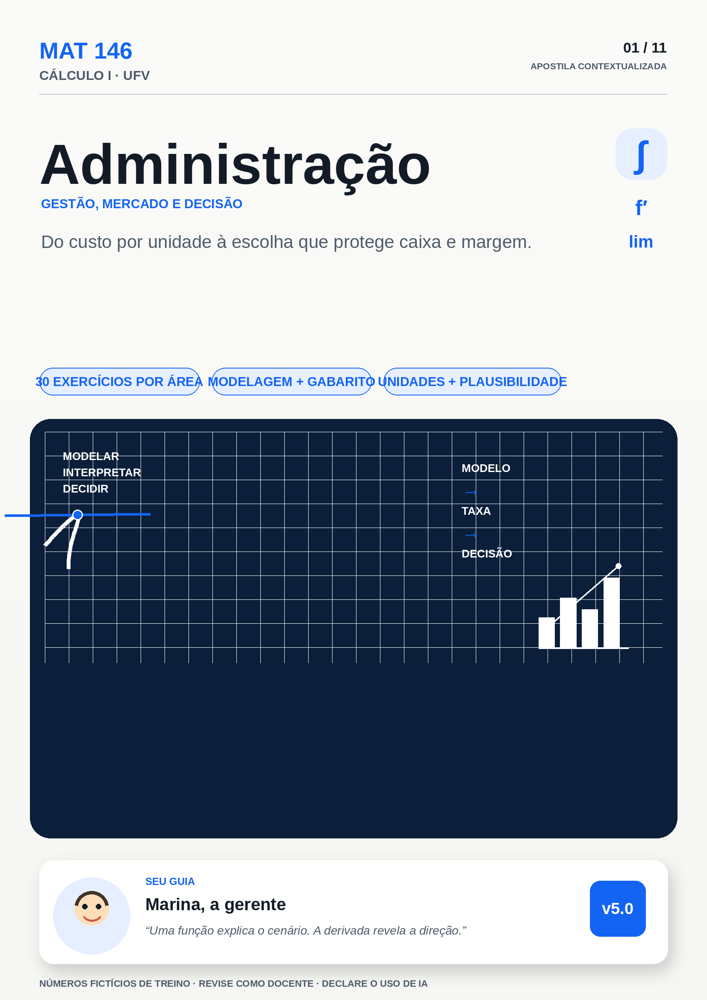 MAT 146
CÁLCULO I · UFV
01 / 11
APOSTILA CONTEXTUALIZADA
Administração
GESTÃO, MERCADO E DECISÃO
Do custo por unidade à escolha que protege caixa e margem.
∫
f′
lim
30 EXERCÍCIOS POR ÁREA
MODELAGEM + GABARITO
UNIDADES + PLAUSIBILIDADE
MODELAR
INTERPRETAR
DECIDIR
MODELO
→
TAXA
→
DECISÃO
SEU GUIA
Marina, a gerente
“Uma função explica o cenário. A derivada revela a direção.”
v5.0
NÚMEROS FICTÍCIOS DE TREINO · REVISE COMO DOCENTE · DECLARE O USO DE IA